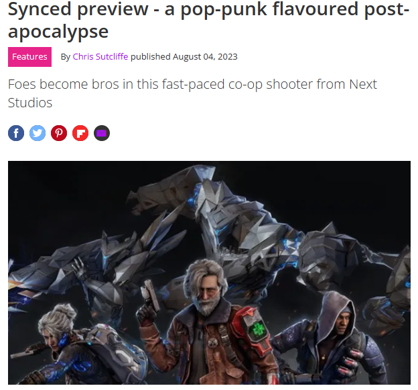 Synced preview - a pop-punk flavoured post-
apocalypse
Features By Chris Sutcliffe published August 04, 2023
Foes become bros in this fast-paced co-op shooter from Next
Studios